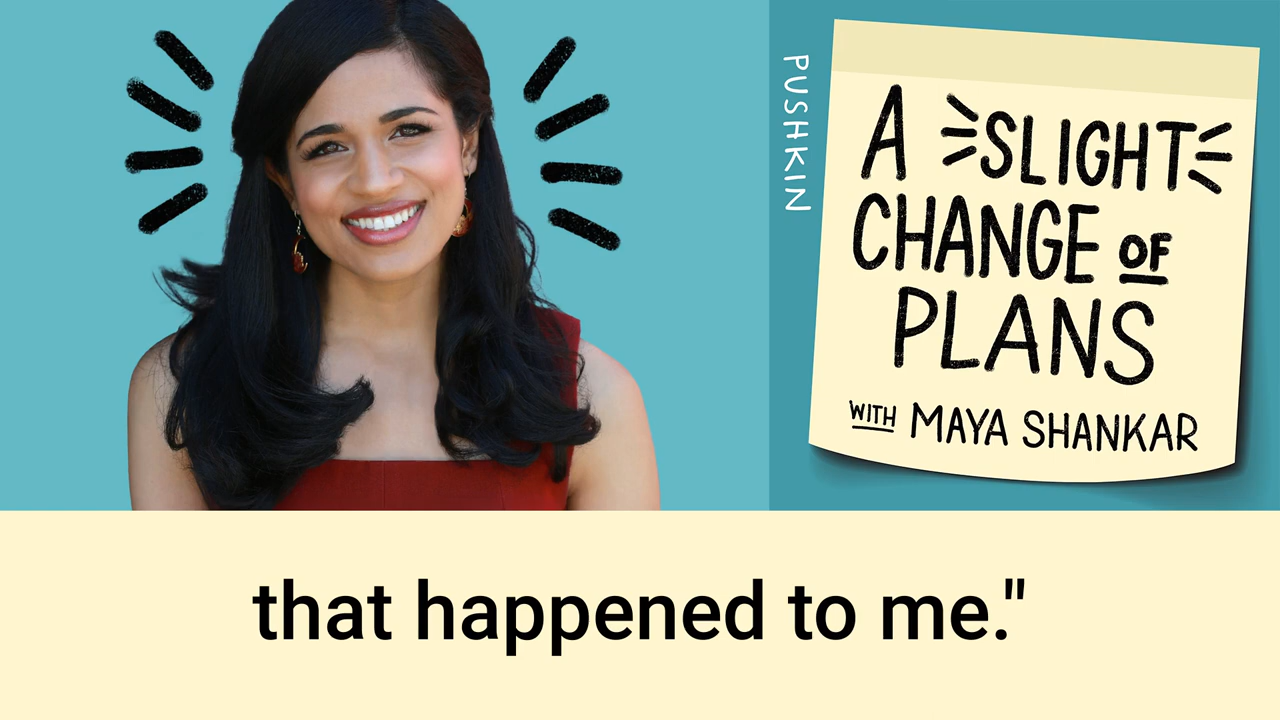 PUSHKIN
A SLIGHT
CHANGE OF
PLANS
WITH MAYA SHANKAR
that happened to me."